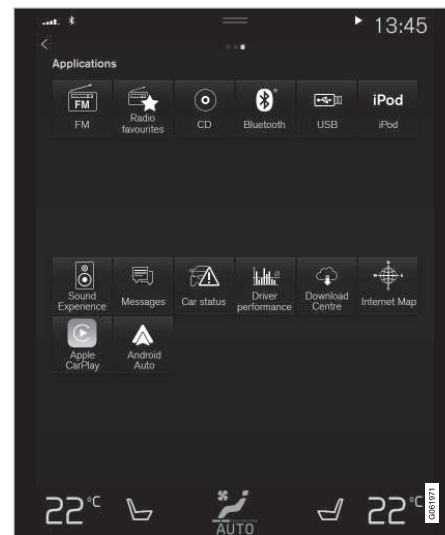 13:45
Applications
FM
iPod
FM
Radio
favourites
CD
Bluetooth
USB
iPod
Sound
Experience
Messages
Car status
Driver
performance
Download
Centre
Internet Map
Apple
CarPlay
Android
Auto
22°C
AUTO
22°C
G061971